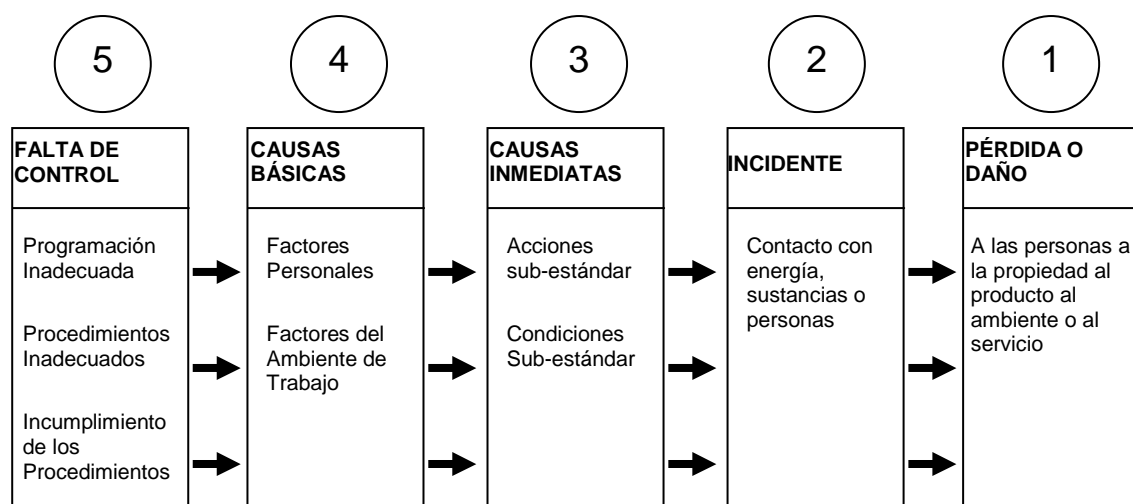 5
4
3
2
1
FALTA DE
CONTROL
Programación
Inadecuada
Procedimientos
Inadecuados
Incumplimiento
de los
Procedimientos
CAUSAS
BÁSICAS
Factores
Personales
Factores del
Ambiente de
Trabajo
CAUSAS
INMEDIATAS
Acciones
sub-estándar
Condiciones
Sub-estándar
INCIDENTE
Contacto con
energía,
sustancias o
personas
PÉRDIDA O
DAÑO
A las personas a
la propiedad al
producto al
ambiente o al
servicio